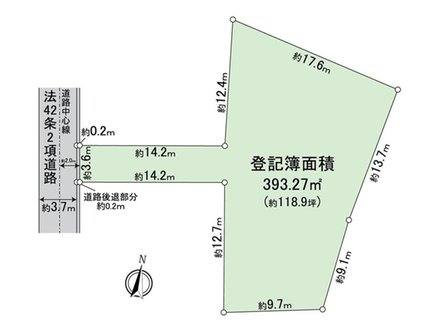 約17.6m
約12.4m
約13.7m
法42条2項道路
道路中心線
約0.2m
約2.0m
約3.6m
約14.2m
約14.2m
登記簿面積
393.27㎡
(約118.9坪)
道路後退部分
約0.2m
約3.7m
約12.7m
約9.1m
約9.7m
N